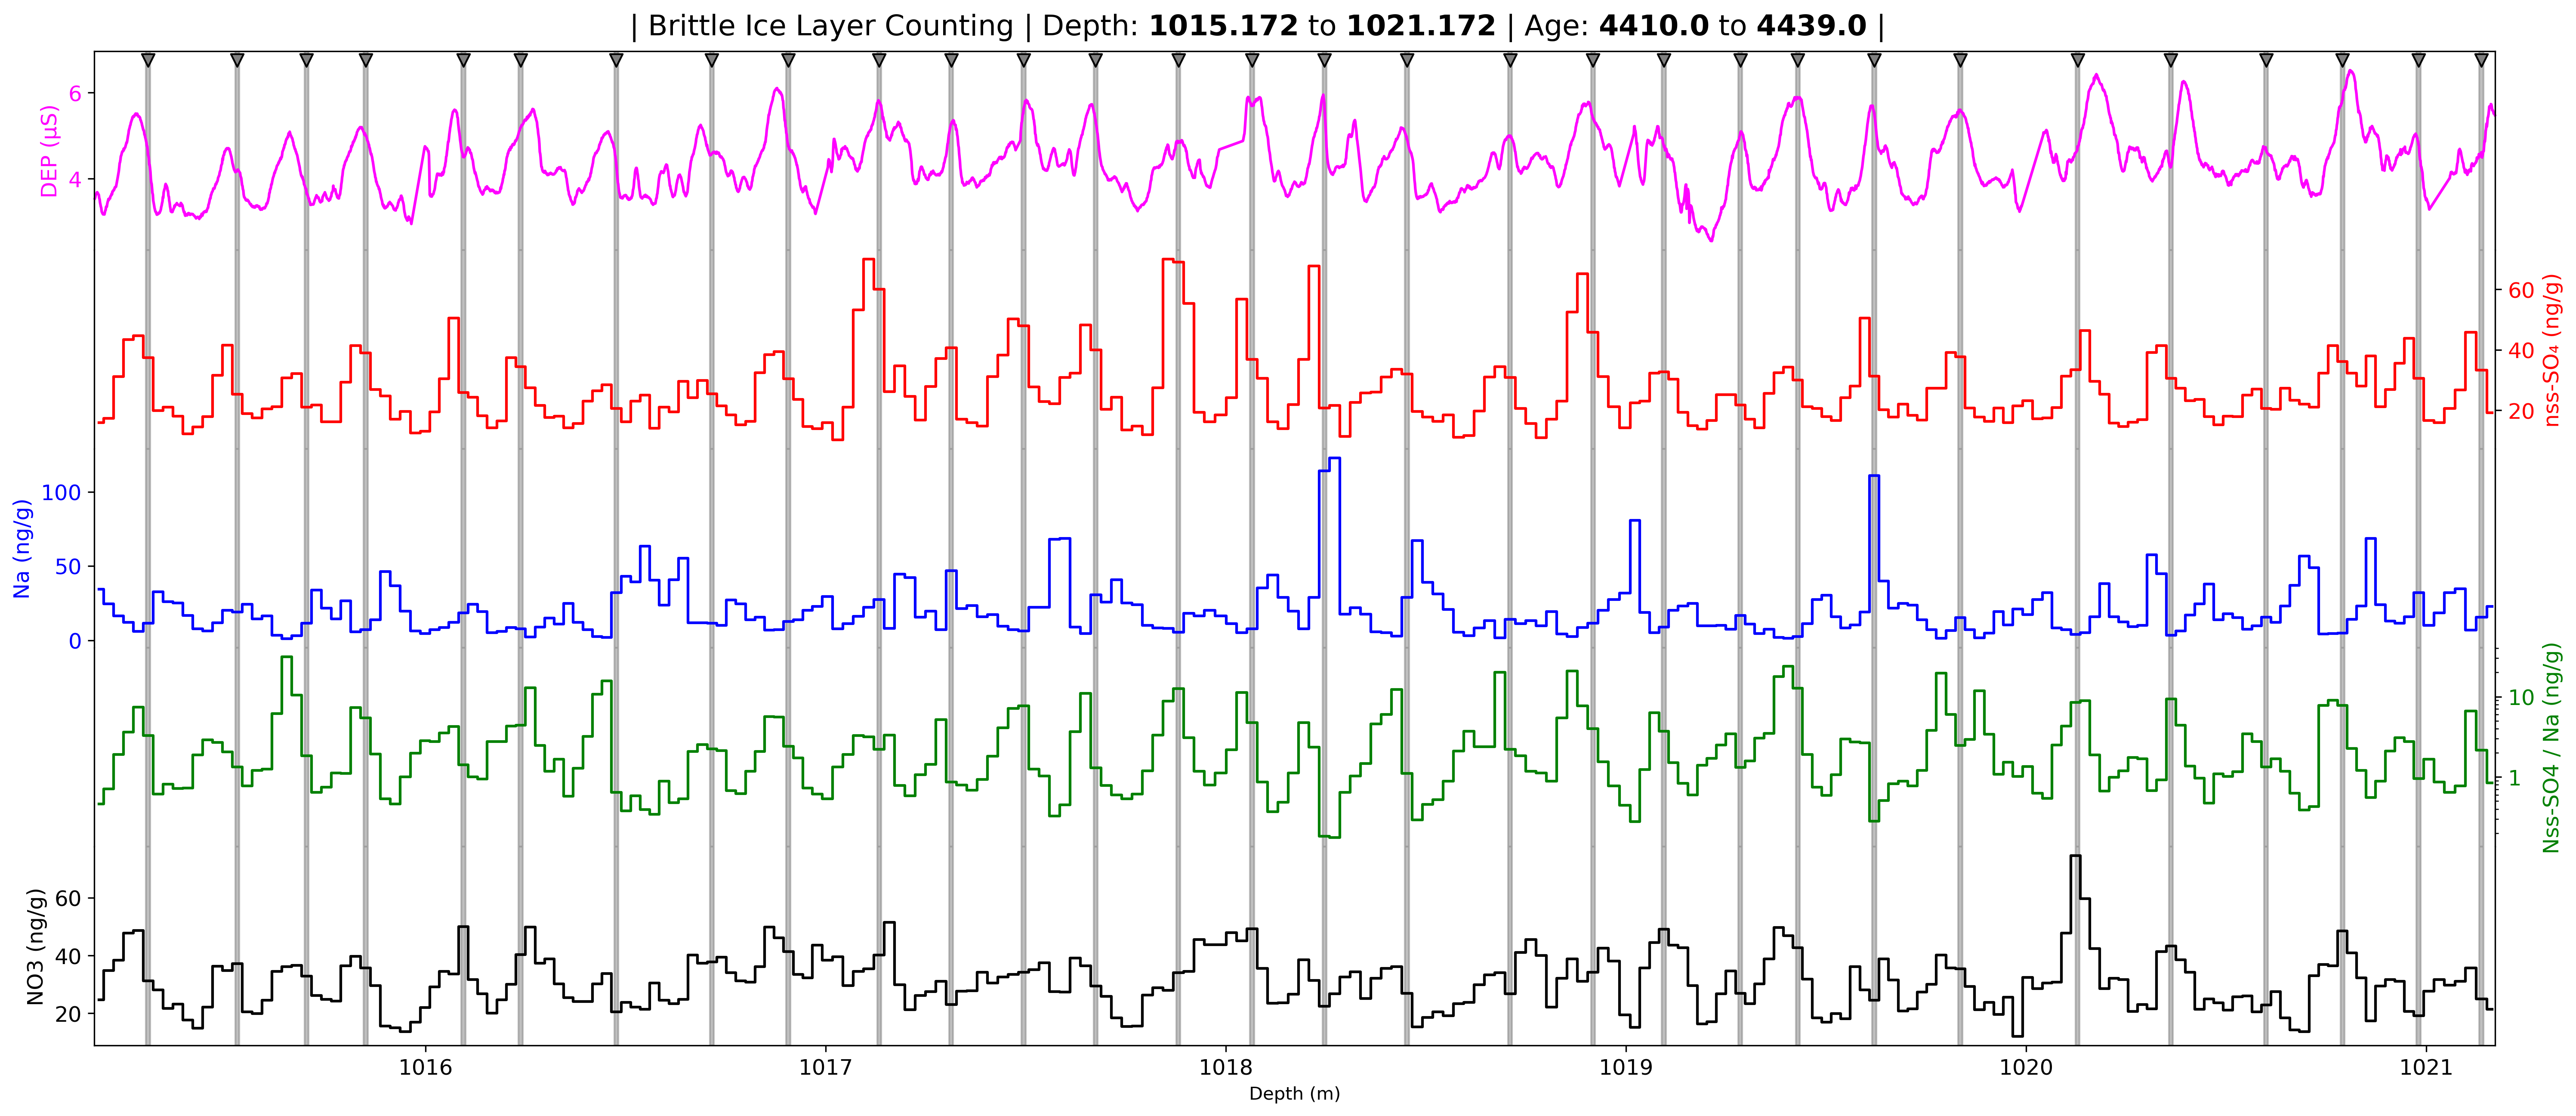 | Brittle Ice Layer Counting | Depth: 1015.172 to 1021.172 | Age: 4410.0 to 4439.0 |
DEP (µS)
6
4
nss-SO₄ (ng/g)
60
40
20
Na (ng/g)
100
50
0
Nss-SO4 / Na (ng/g)
10
1
NO3 (ng/g)
60
40
20
1016 1017 1018 1019 1020 1021
Depth (m)